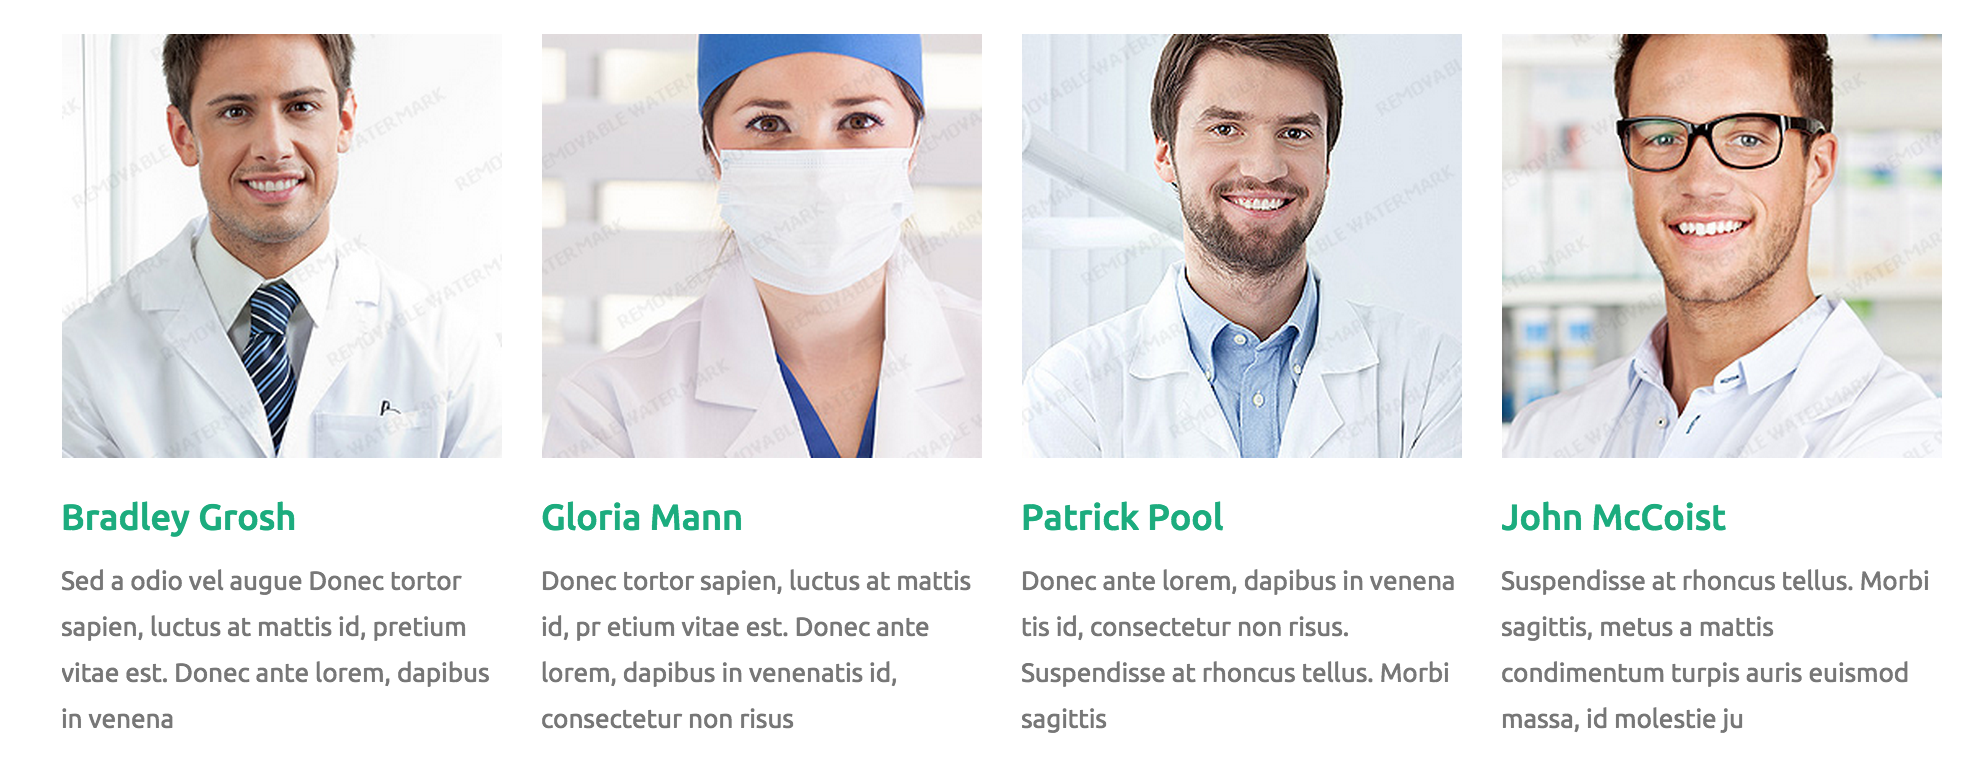 Bradley Grosh
Sed a odio vel augue Donec tortor
sapien, luctus at mattis id, pretium
vitae est. Donec ante lorem, dapibus
in venena
Gloria Mann
Donec tortor sapien, luctus at mattis
id, pr etium vitae est. Donec ante
lorem, dapibus in venenatis id,
consectetur non risus
Patrick Pool
Donec ante lorem, dapibus in venena
tis id, consectetur non risus.
Suspendisse at rhoncus tellus. Morbi
sagittis
John McCoist
Suspendisse at rhoncus tellus. Morbi
sagittis, metus a mattis
condimentum turpis auris euismod
massa, id molestie ju
REMOVABLE WATERMARK